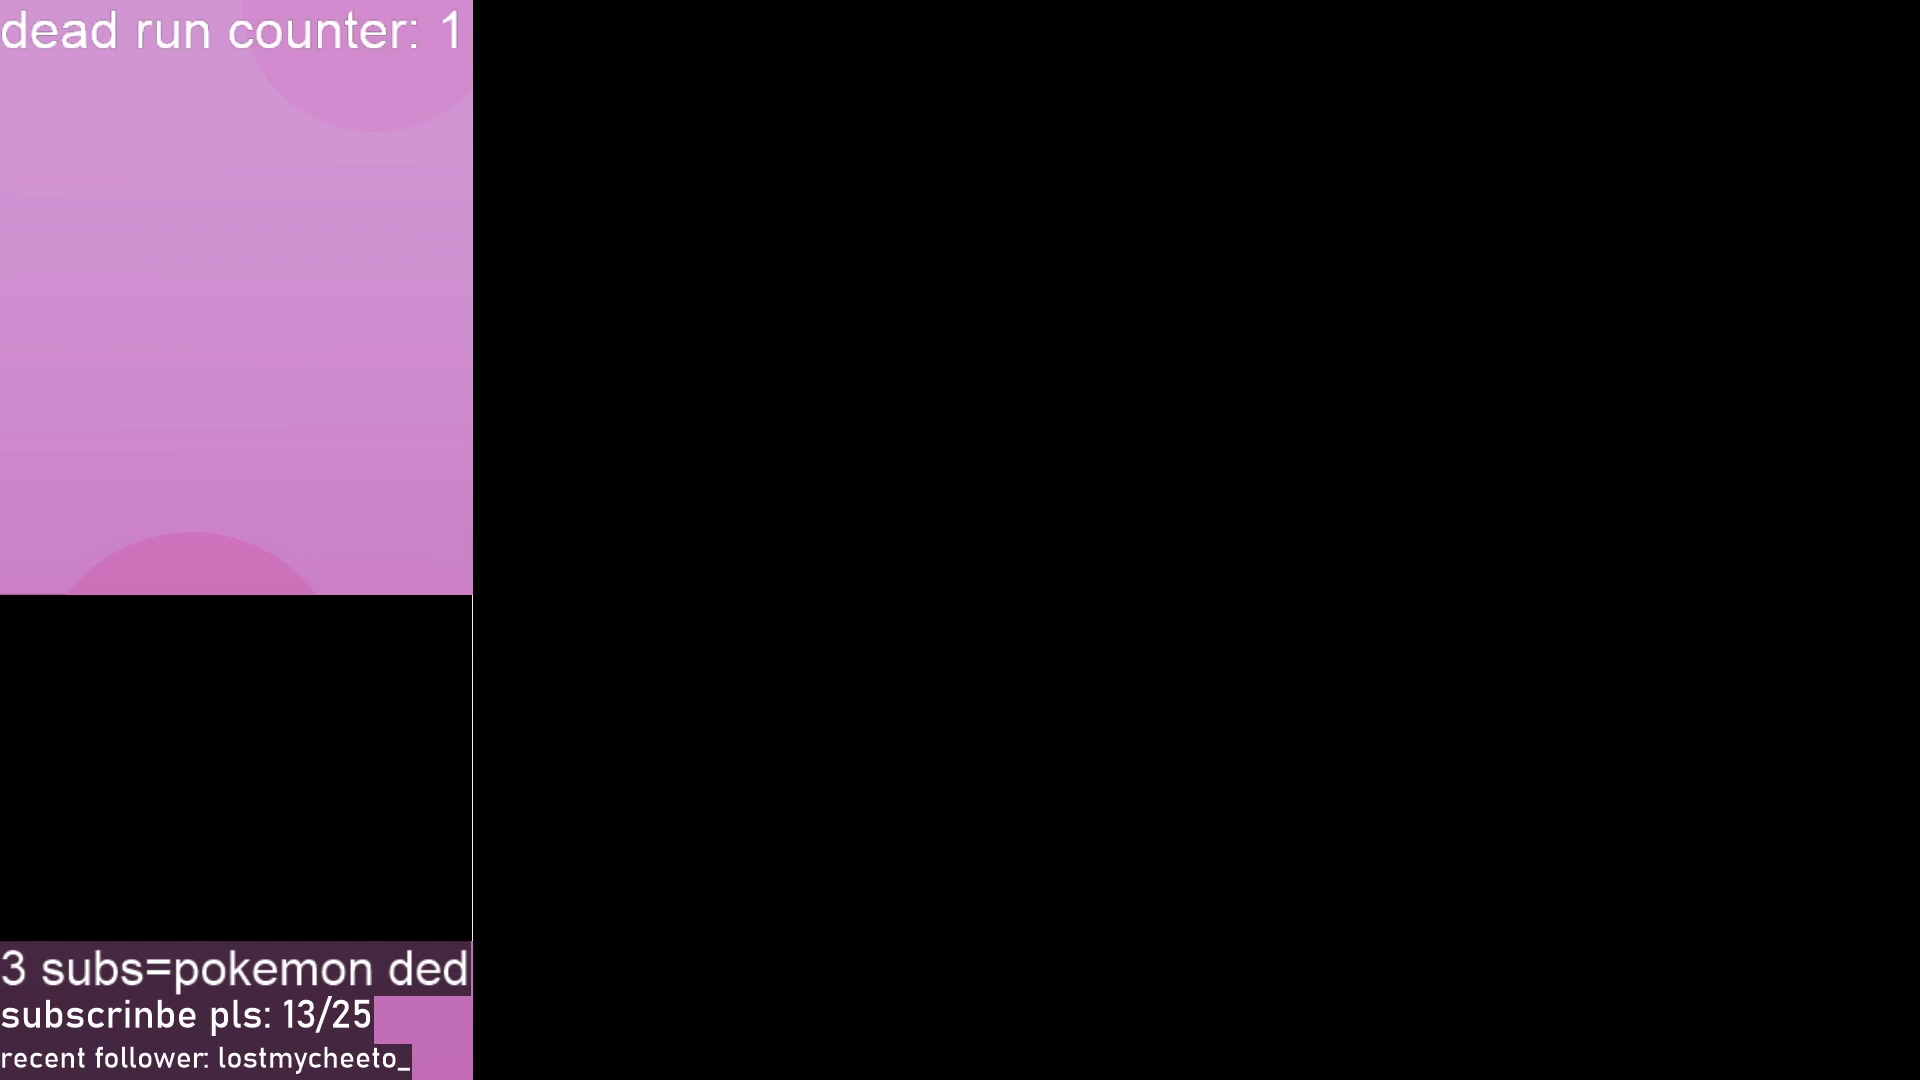 dead run counter: 1
3 subs=pokemon ded
subscrinbe pls: 13/25
recent follower: lostmycheeto_